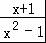 x+1
x² − 1